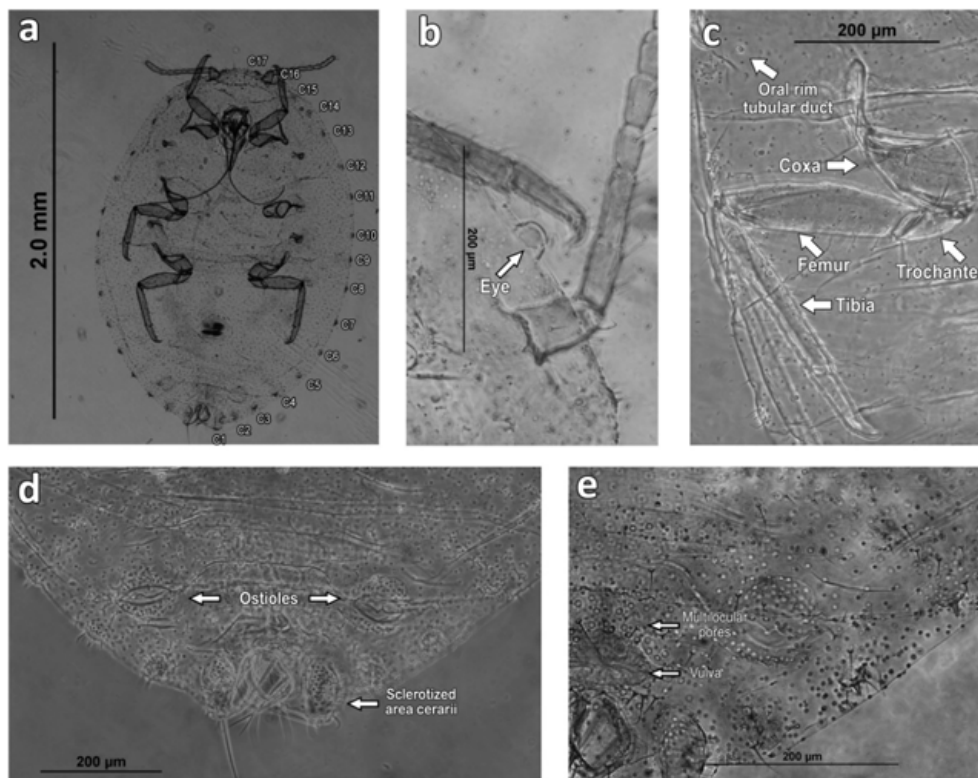 a
2.0 mm
C17
C16
C15
C14
C13
C12
C11
C10
C9
C8
C7
C6
C5
C4
C3
C2
C1
b
200 µm
Eye
c
200 µm
Oral rim
tubular duct
Coxa
Femur
Trochante
Tibia
d
Ostioles
Sclerotized
area cerarii
200 µm
e
Multilocular
pores
Vulva
200 µm